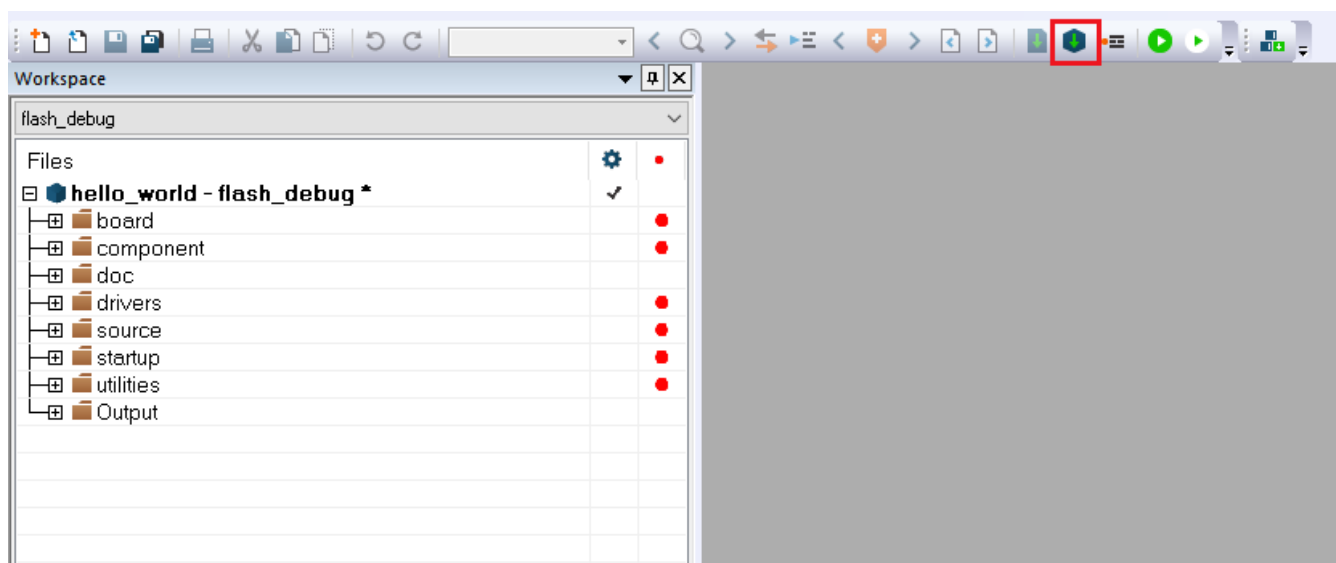 Workspace
flash_debug
Files
hello_world - flash_debug *
board
component
doc
drivers
source
startup
utilities
Output